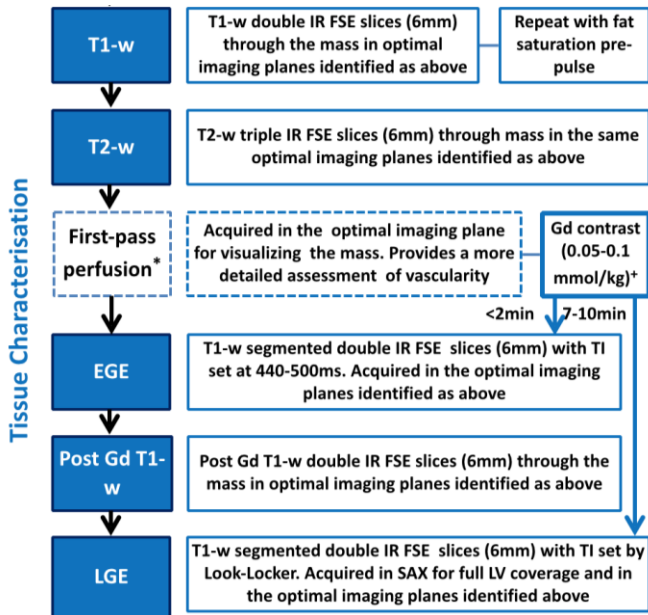 Tissue Characterisation
T1-w
T1-w double IR FSE slices (6mm)
through the mass in optimal
imaging planes identified as above
Repeat with fat
saturation pre-
pulse
T2-w
T2-w triple IR FSE slices (6mm) through mass in the same
optimal imaging planes identified as above
First-pass
perfusion*
Acquired in the optimal imaging plane
for visualizing the mass. Provides a more
detailed assessment of vascularity
Gd contrast
(0.05-0.1
mmol/kg)+
<2min
7-10min
EGE
T1-w segmented double IR FSE slices (6mm) with TI
set at 440-500ms. Acquired in the optimal imaging
planes identified as above
Post Gd T1-
w
Post Gd T1-w double IR FSE slices (6mm) through the
mass in optimal imaging planes identified as above
LGE
T1-w segmented double IR FSE slices (6mm) with TI set by
Look-Locker. Acquired in SAX for full LV coverage and in
the optimal imaging planes identified above